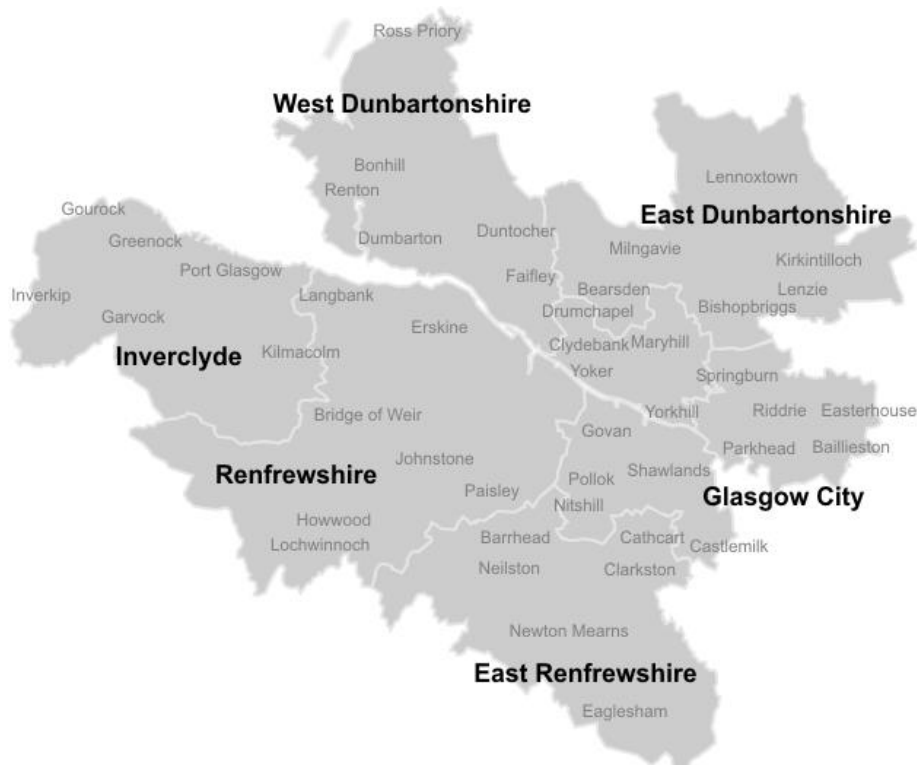 Ross Priory
West Dunbartonshire
Bonhill
Lennoxtown
Renton
Gourock
East Dunbartonshire
Greenock
Dumbarton
Duntocher
Milngavie
Kirkintilloch
Port Glasgow
Faifley
Inverkip
Langbank
Bearsden
Lenzie
Garvock
Drumchapel
Bishopbriggs
Erskine
Inverclyde
Kilmacolm
Clydebank
Maryhill
Yoker
Springburn
Bridge of Weir
Yorkhill
Riddrie
Easterhouse
Govan
Parkhead
Baillieston
Renfrewshire
Johnstone
Shawlands
Pollok
Paisley
Glasgow City
Nitshill
Howwood
Barrhead
Cathcart
Lochwinnoch
Castlemilk
Neilston
Clarkston
Newton Mearns
East Renfrewshire
Eaglesham